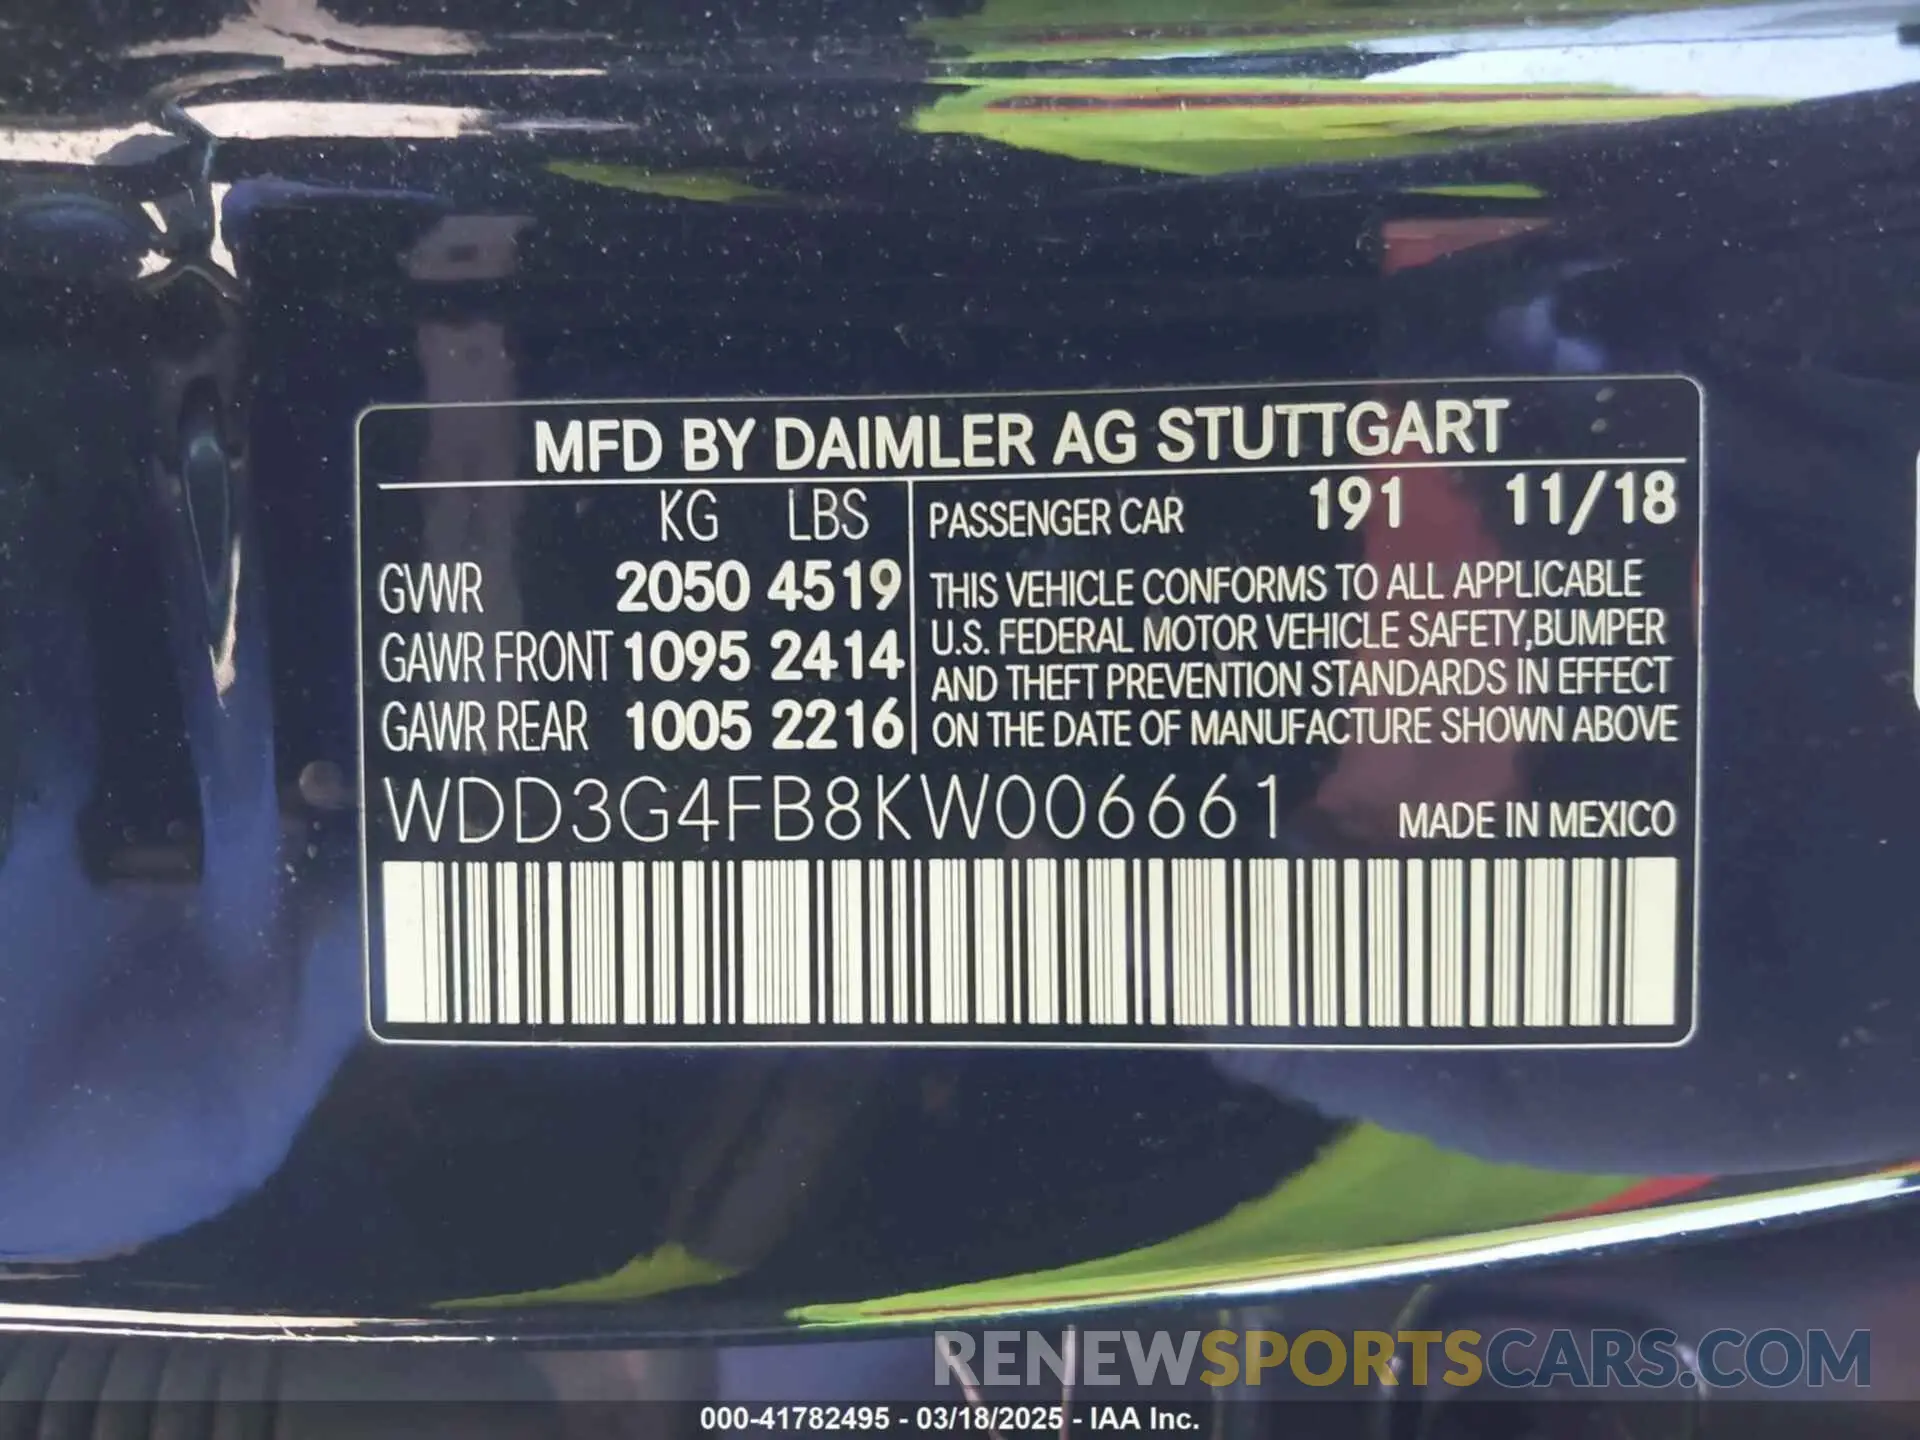 MFD BY DAIMLER AG STUTTGART
KG LBS
GVWR 2050 4519
GAWR FRONT 1095 2414
GAWR REAR 1005 2216
PASSENGER CAR 191 11/18
THIS VEHICLE CONFORMS TO ALL APPLICABLE
U.S. FEDERAL MOTOR VEHICLE SAFETY,BUMPER
AND THEFT PREVENTION STANDARDS IN EFFECT
ON THE DATE OF MANUFACTURE SHOWN ABOVE
WDD3G4FB8KW006661 MADE IN MEXICO
RENEWSPORTSCARS.COM
000-41782495 - 03/18/2025 - IAA Inc.